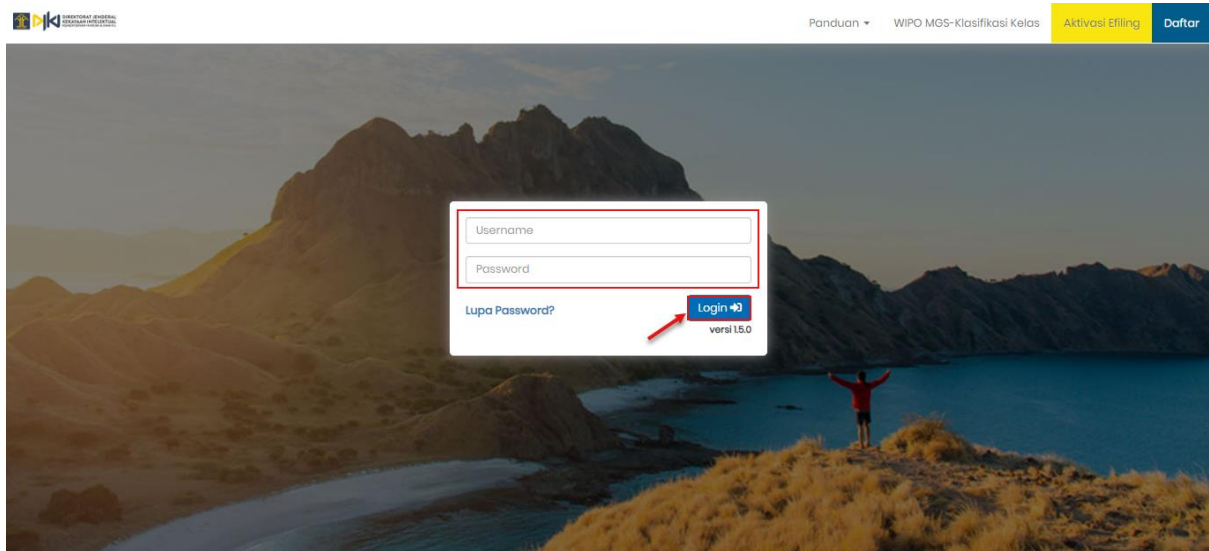 DIREKTORAT JENDERAL
KEKAYAAN INTELEKTUAL
Panduan
WIPO MGS-Klasifikasi Kelas
Aktivasi Efiling
Daftar
Username
Password
Lupa Password?
Login
versi 1.5.0